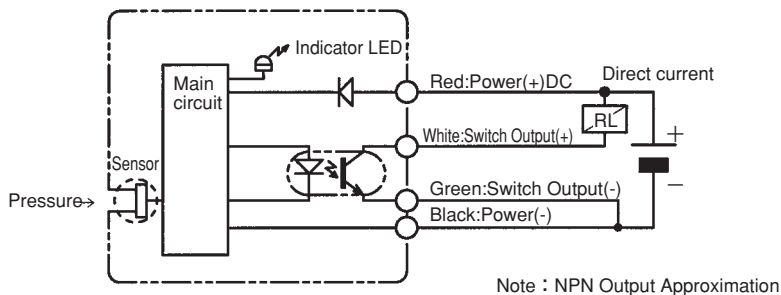 Indicator LED
Main
circuit
Red:Power(+)DC
Direct current
RL
White:Switch Output(+)
+
Sensor
Green:Switch Output(-)
−
Pressure→
Black:Power(-)
Note：NPN Output Approximation